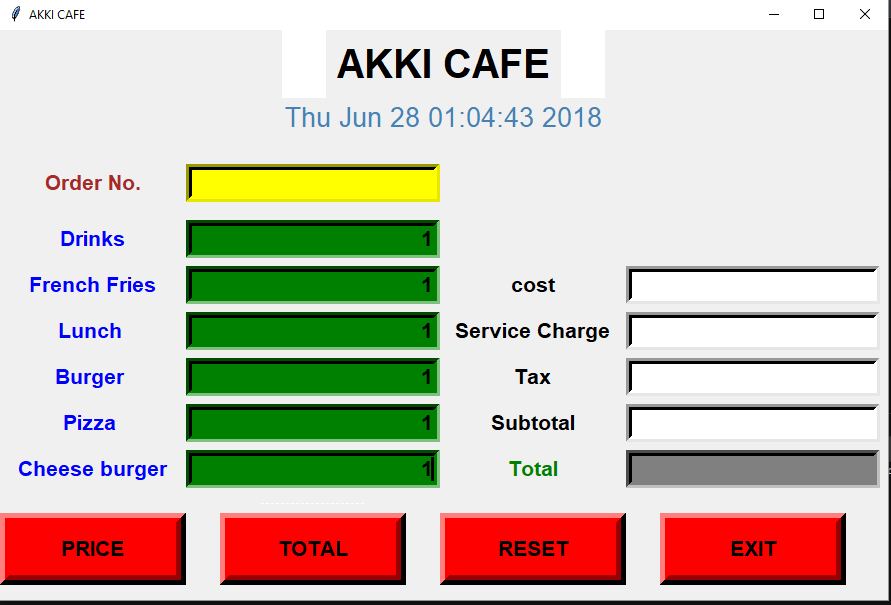 AKKI CAFE
AKKI CAFE
Thu Jun 28 01:04:43 2018
Order No.
Drinks 1
French Fries 1 cost
Lunch 1 Service Charge
Burger 1 Tax
Pizza 1 Subtotal
Cheese burger 1 Total
PRICE TOTAL RESET EXIT